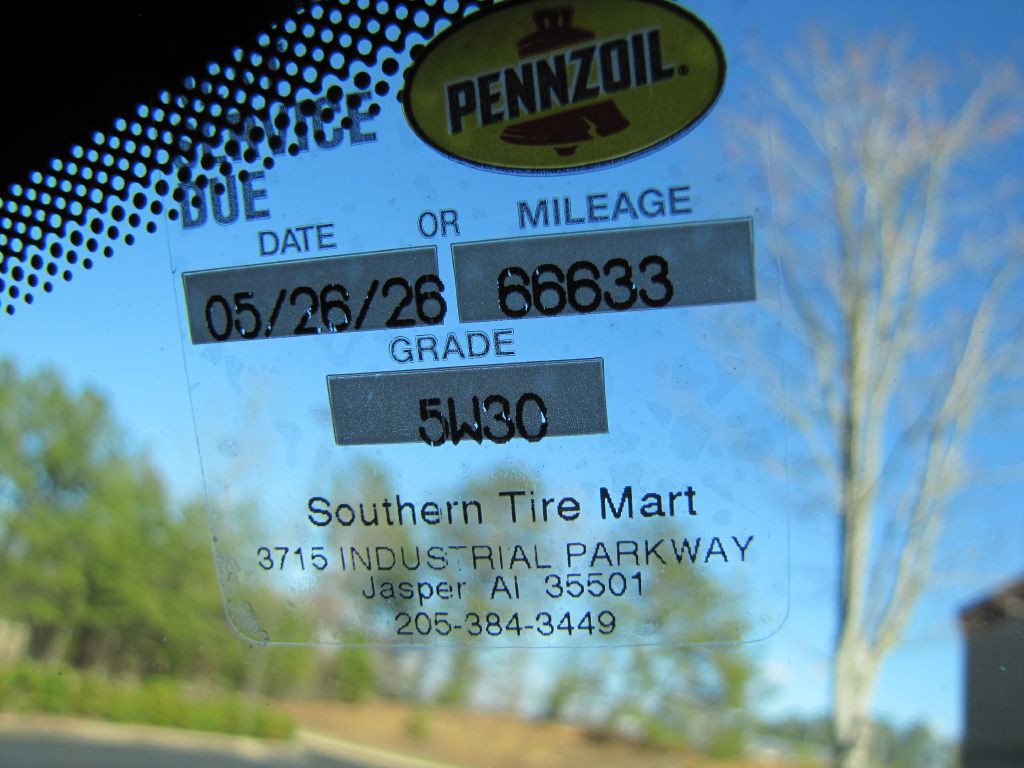 PENNZOIL
SERVICE
DUE
DATE OR MILEAGE
05/26/26 66633
GRADE
5W30
Southern Tire Mart
3715 INDUSTRIAL PARKWAY
Jasper Al 35501
205-384-3449